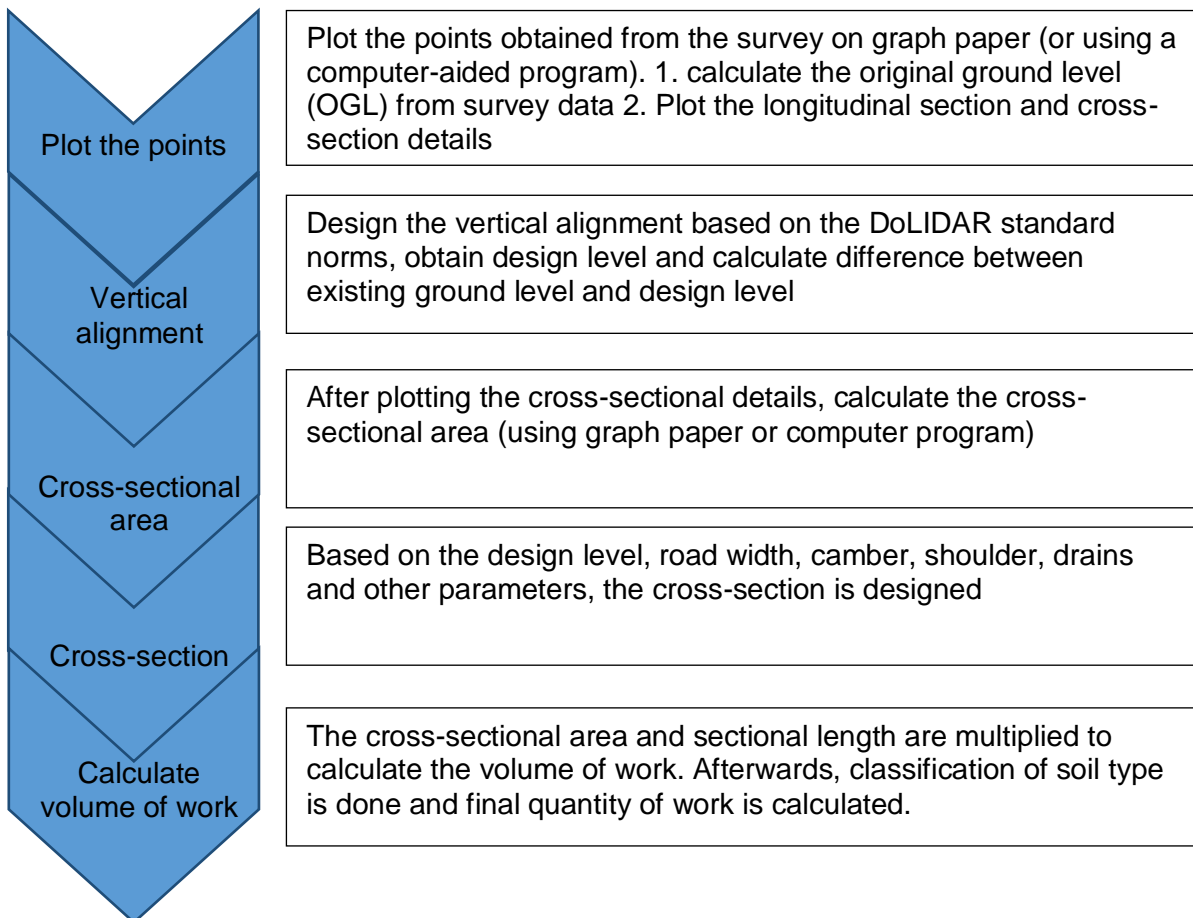 Plot the points
Plot the points obtained from the survey on graph paper (or using a
computer-aided program). 1. calculate the original ground level
(OGL) from survey data 2. Plot the longitudinal section and cross-
section details
Vertical
alignment
Design the vertical alignment based on the DoLIDAR standard
norms, obtain design level and calculate difference between
existing ground level and design level
Cross-sectional
area
After plotting the cross-sectional details, calculate the cross-
sectional area (using graph paper or computer program)
Cross-section
Based on the design level, road width, camber, shoulder, drains
and other parameters, the cross-section is designed
Calculate
volume of work
The cross-sectional area and sectional length are multiplied to
calculate the volume of work. Afterwards, classification of soil type
is done and final quantity of work is calculated.